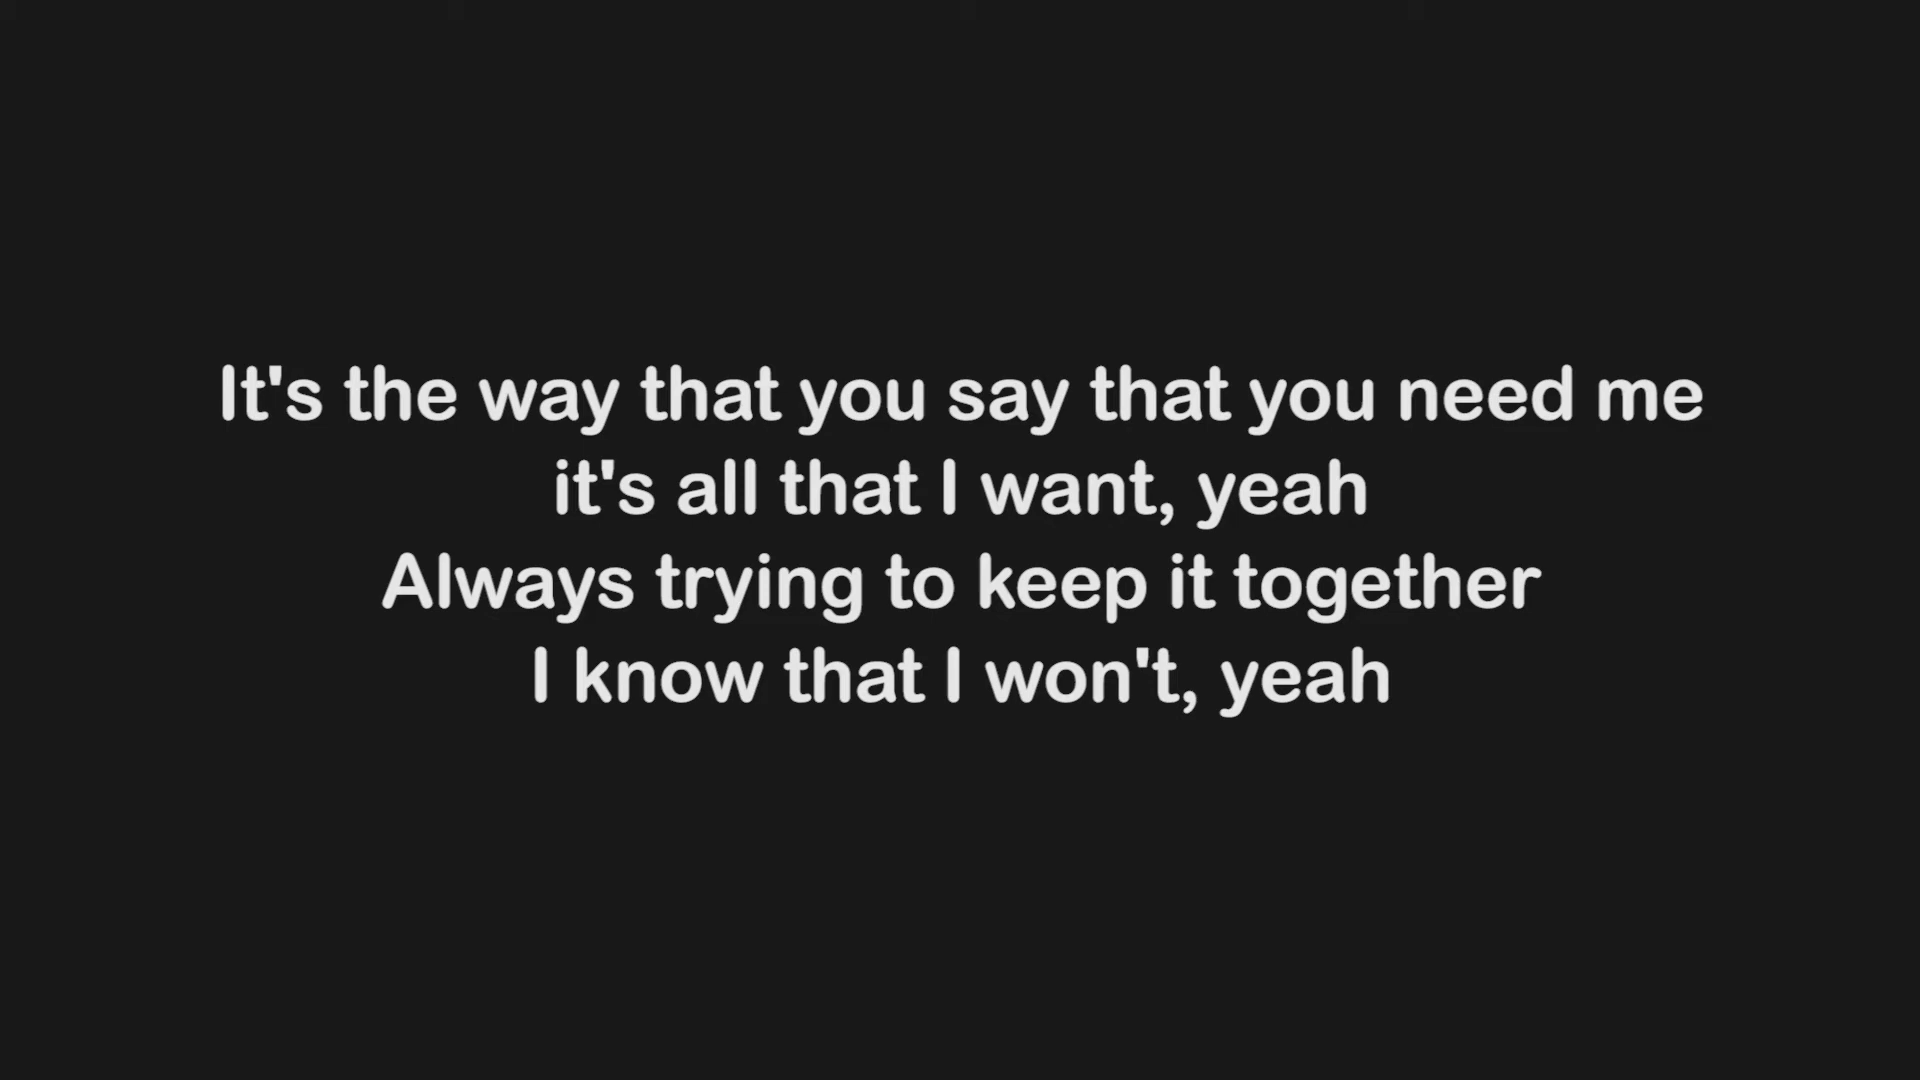 It's the way that you say that you need me
it's all that I want, yeah
Always trying to keep it together
I know that I won't, yeah